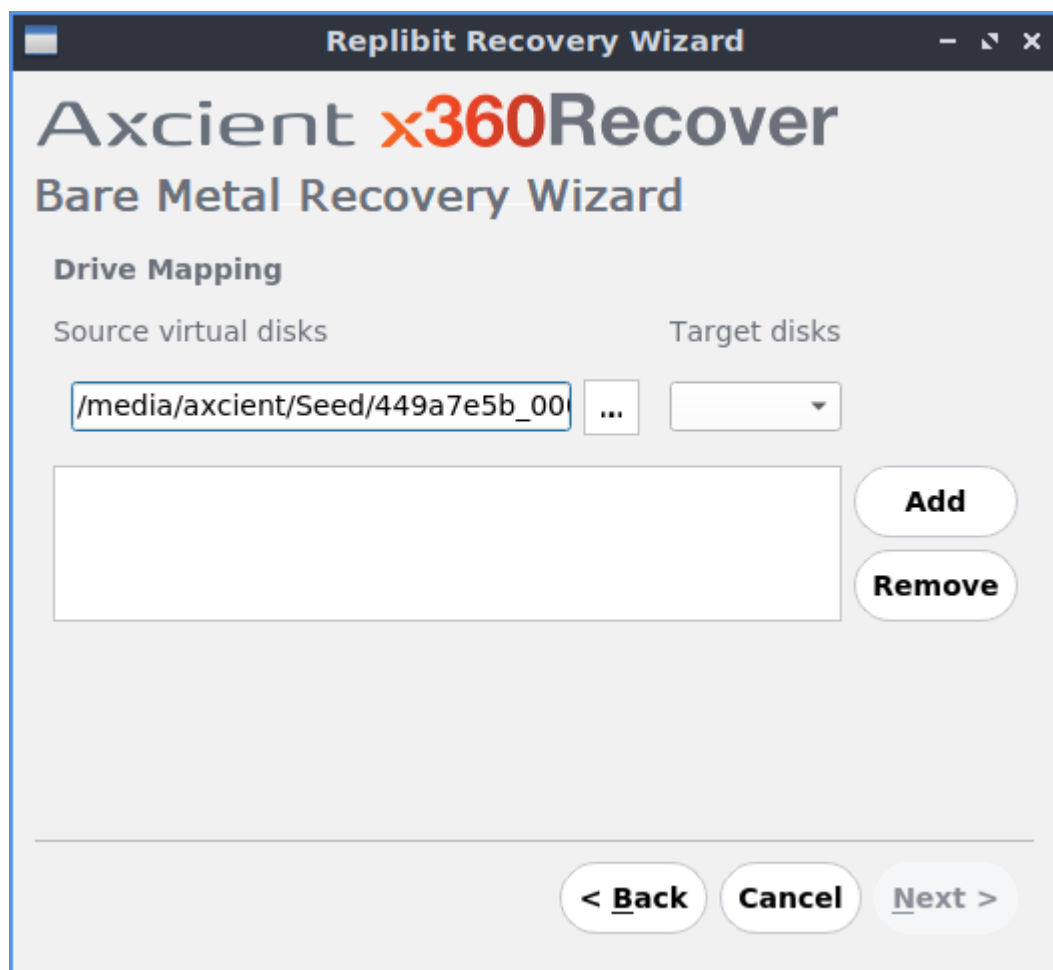 Replibit Recovery Wizard
Axcient x360Recover
Bare Metal Recovery Wizard
Drive Mapping
Source virtual disks Target disks
/media/axcient/Seed/449a7e5b_00 ...
Add
Remove
< Back Cancel Next >